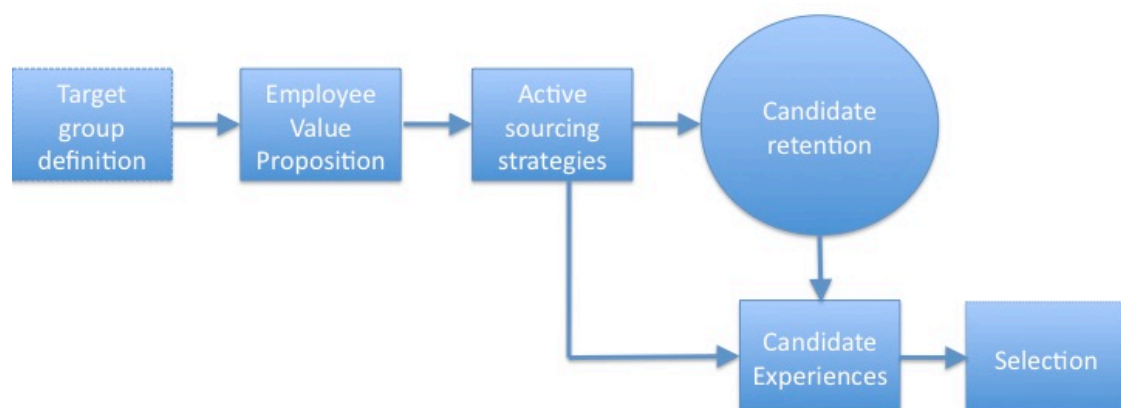 Target
group
definition
Employee
Value
Proposition
Active
sourcing
strategies
Candidate
retention
Candidate
Experiences
Selection